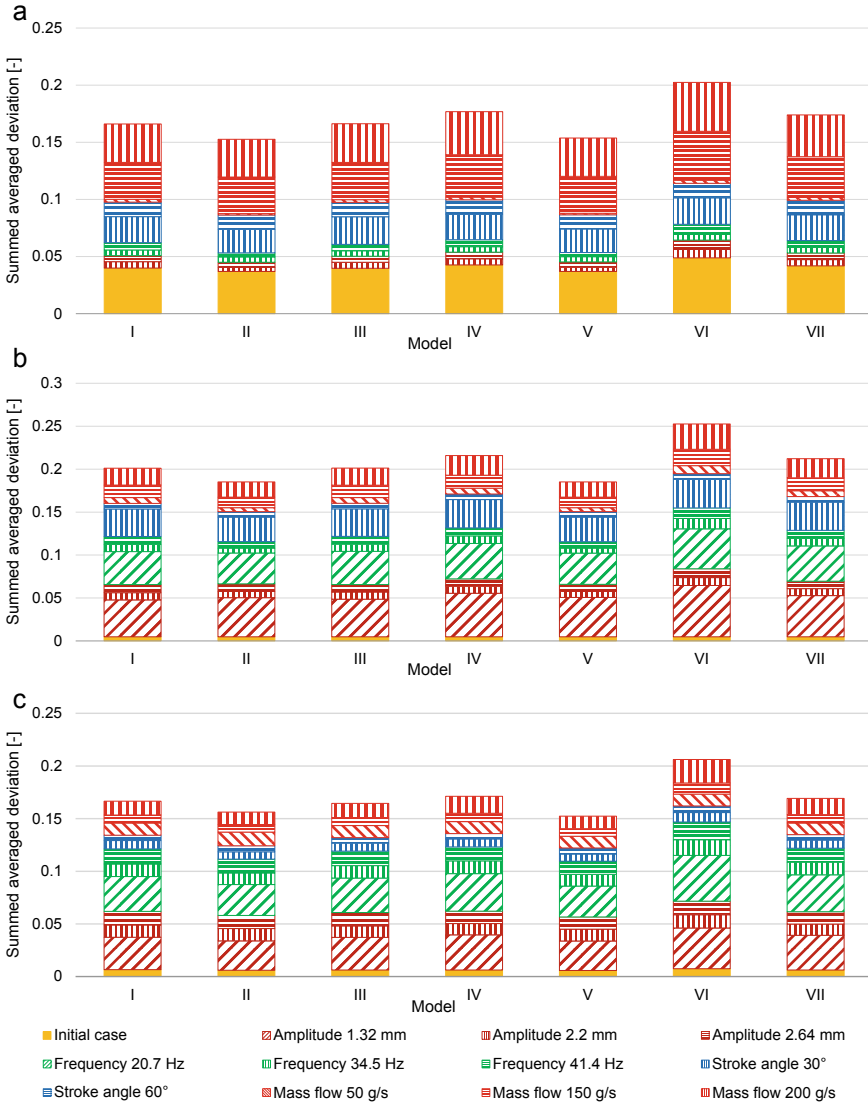 a
Summed averaged deviation [-]
0.25
0.2
0.15
0.1
0.05
0
I II III IV V VI VII
Model
b
Summed averaged deviation [-]
0.3
0.25
0.2
0.15
0.1
0.05
0
I II III IV V VI VII
Model
c
Summed averaged deviation [-]
0.25
0.2
0.15
0.1
0.05
0
I II III IV V VI VII
Model
Initial case Amplitude 1.32 mm Amplitude 2.2 mm Amplitude 2.64 mm
Frequency 20.7 Hz Frequency 34.5 Hz Frequency 41.4 Hz Stroke angle 30°
Stroke angle 60° Mass flow 50 g/s Mass flow 150 g/s Mass flow 200 g/s